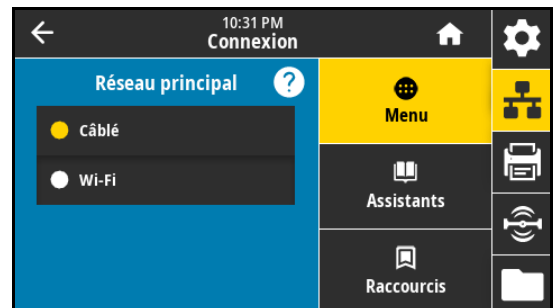 10:31 PM
Connexion
Réseau principal
?
Câblé
Wi-Fi
Menu
Assistants
Raccourcis